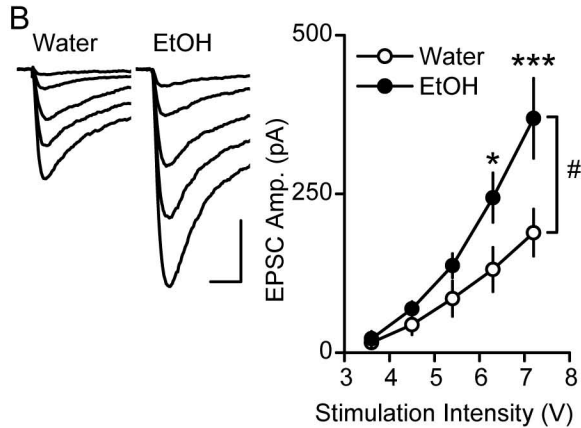 B
Water EtOH
500
250
0
EPSC Amp. (pA)
Water
EtOH
*
***
#
3 4 5 6 7 8
Stimulation Intensity (V)